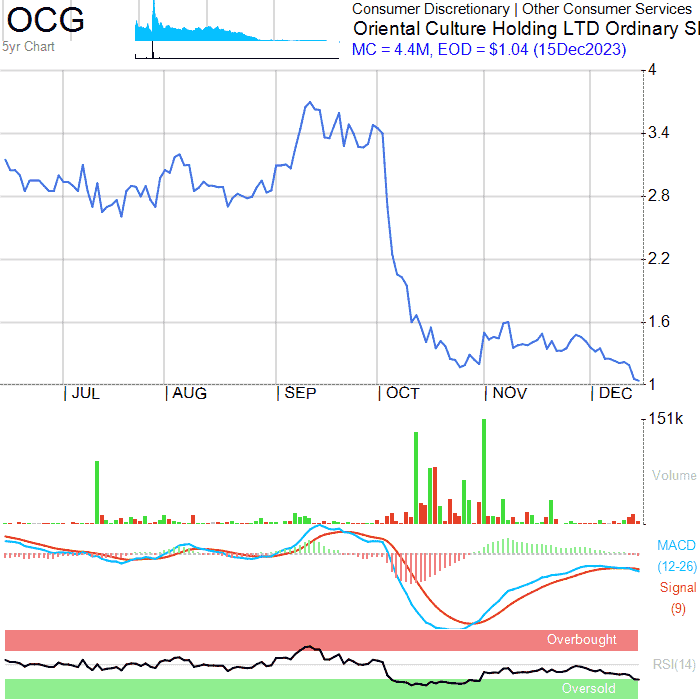 OCG
5yr Chart
Consumer Discretionary | Other Consumer Services
Oriental Culture Holding LTD Ordinary
MC = 4.4M, EOD = $1.04 (15Dec2023)
4
3.4
2.8
2.2
1.6
1
JUL AUG SEP OCT NOV DEC
151k
Volume
MACD
(12-26)
Signal
(9)
Overbought
RSI(14)
Oversold